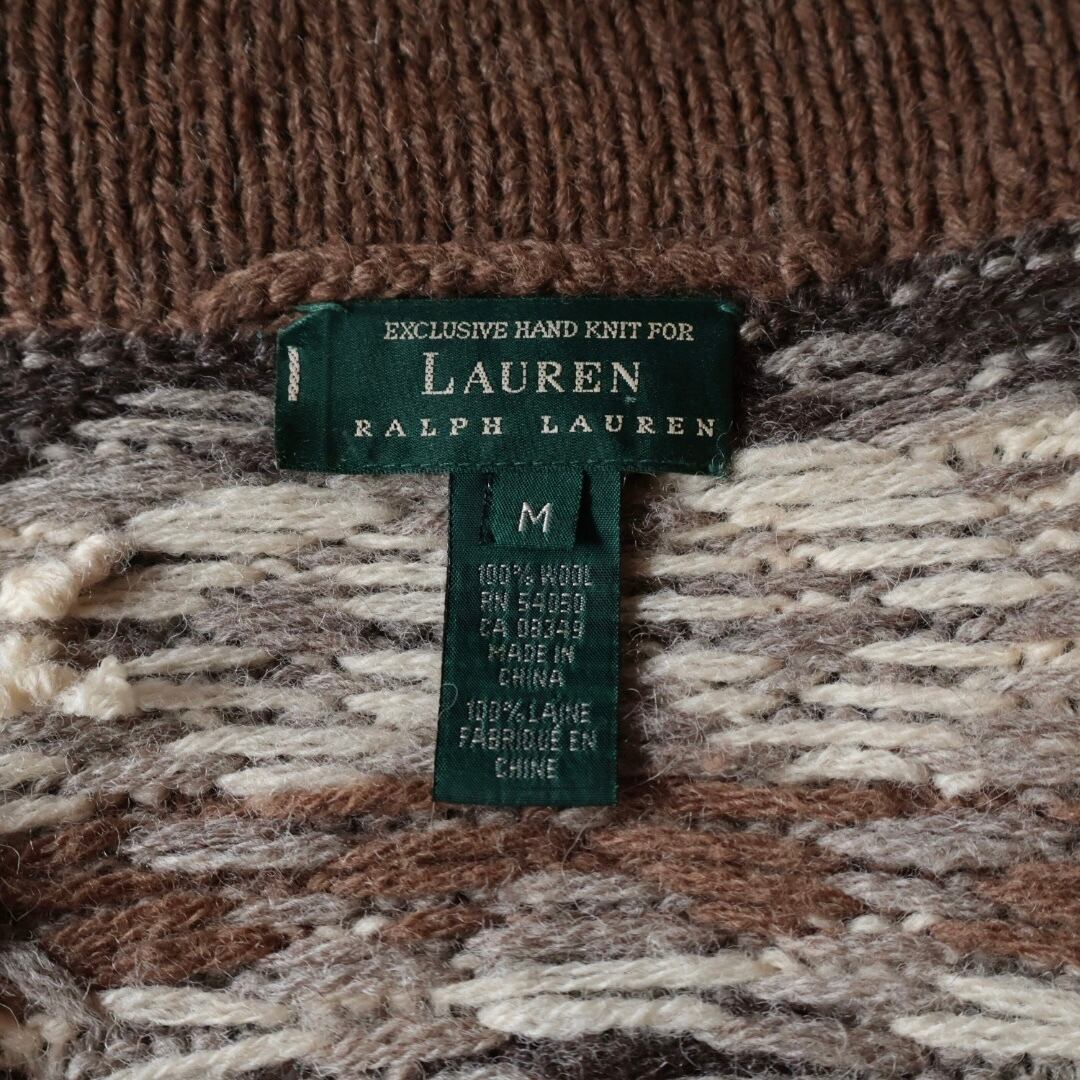 EXCLUSIVE HAND KNIT FOR
LAUREN
RALPH LAUREN
M
100% WOOL
RN 54050
CA 08349
MADE IN
CHINA
100% LAINE
FABRIQUÉ EN
CHINE